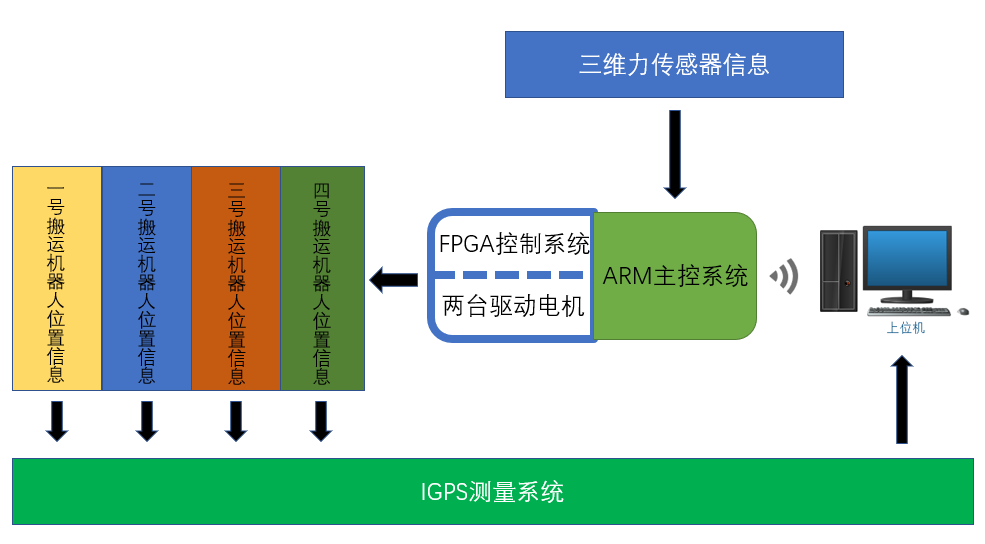 三维力传感器信息
一号搬运机器人位置信息
二号搬运机器人位置信息
三号搬运机器人位置信息
四号搬运机器人位置信息
FPGA控制系统
两台驱动电机
ARM主控系统
上位机
IGPS测量系统